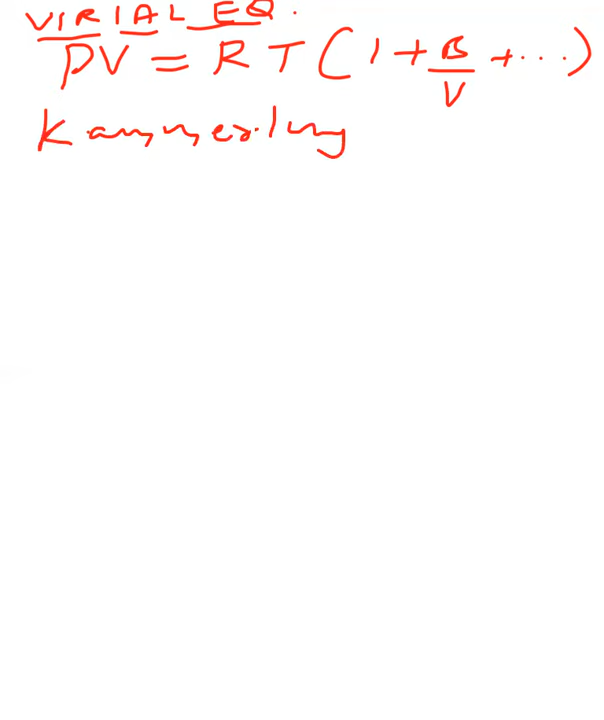 VIRIAL EQ.
PV = RT(1 + B/V + ...)
Kammerling